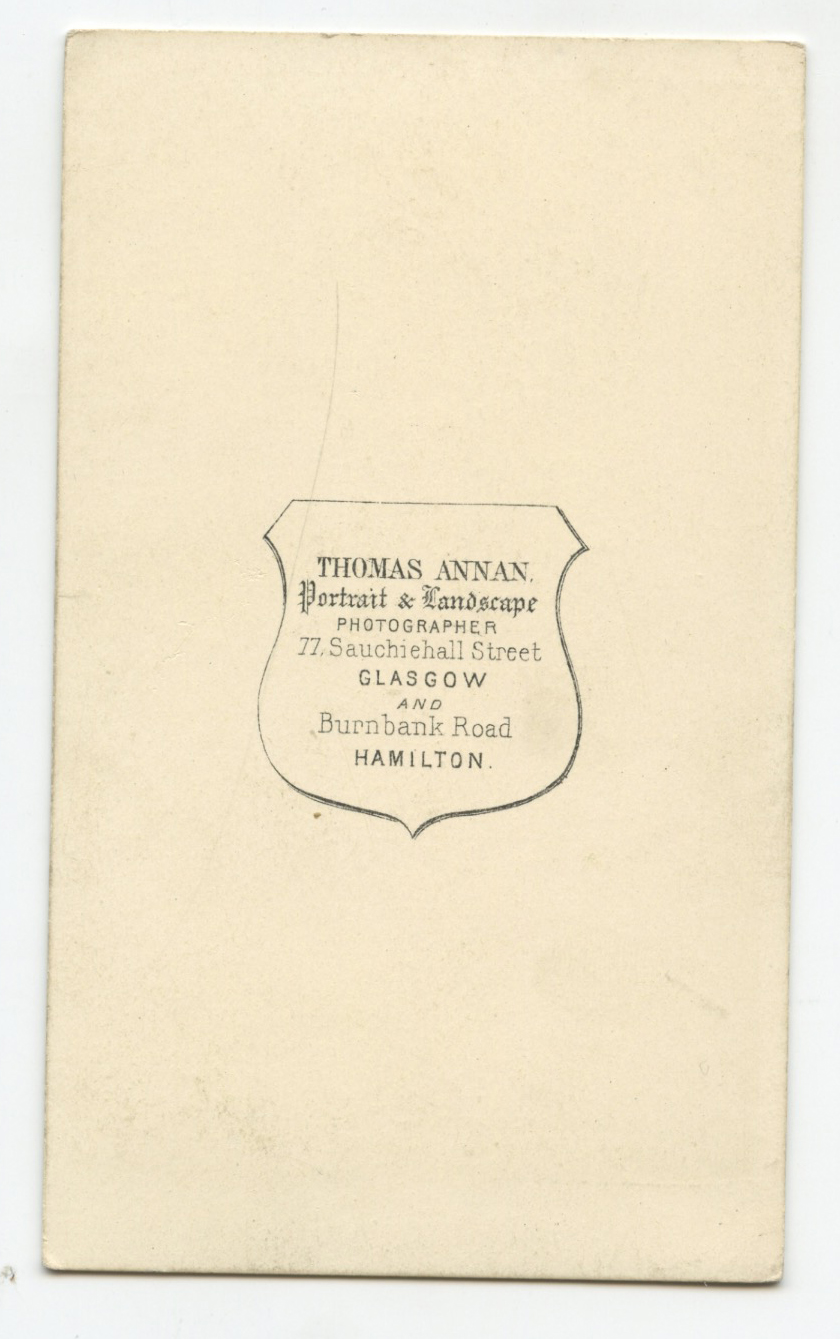 THOMAS ANNAN.
Portrait & Landscape
PHOTOGRAPHER
77, Sauchiehall Street
GLASGOW
AND
Burnbank Road
HAMILTON.